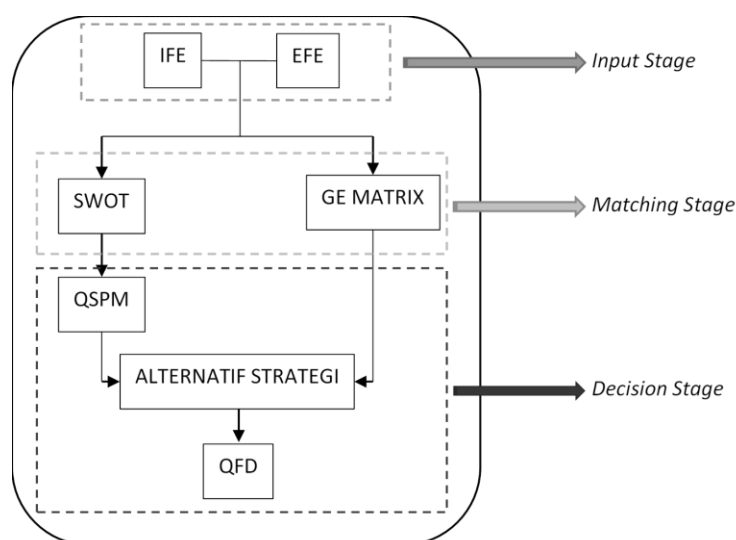 IFE
EFE
Input Stage
SWOT
GE MATRIX
Matching Stage
QSPM
ALTERNATIF STRATEGI
Decision Stage
QFD